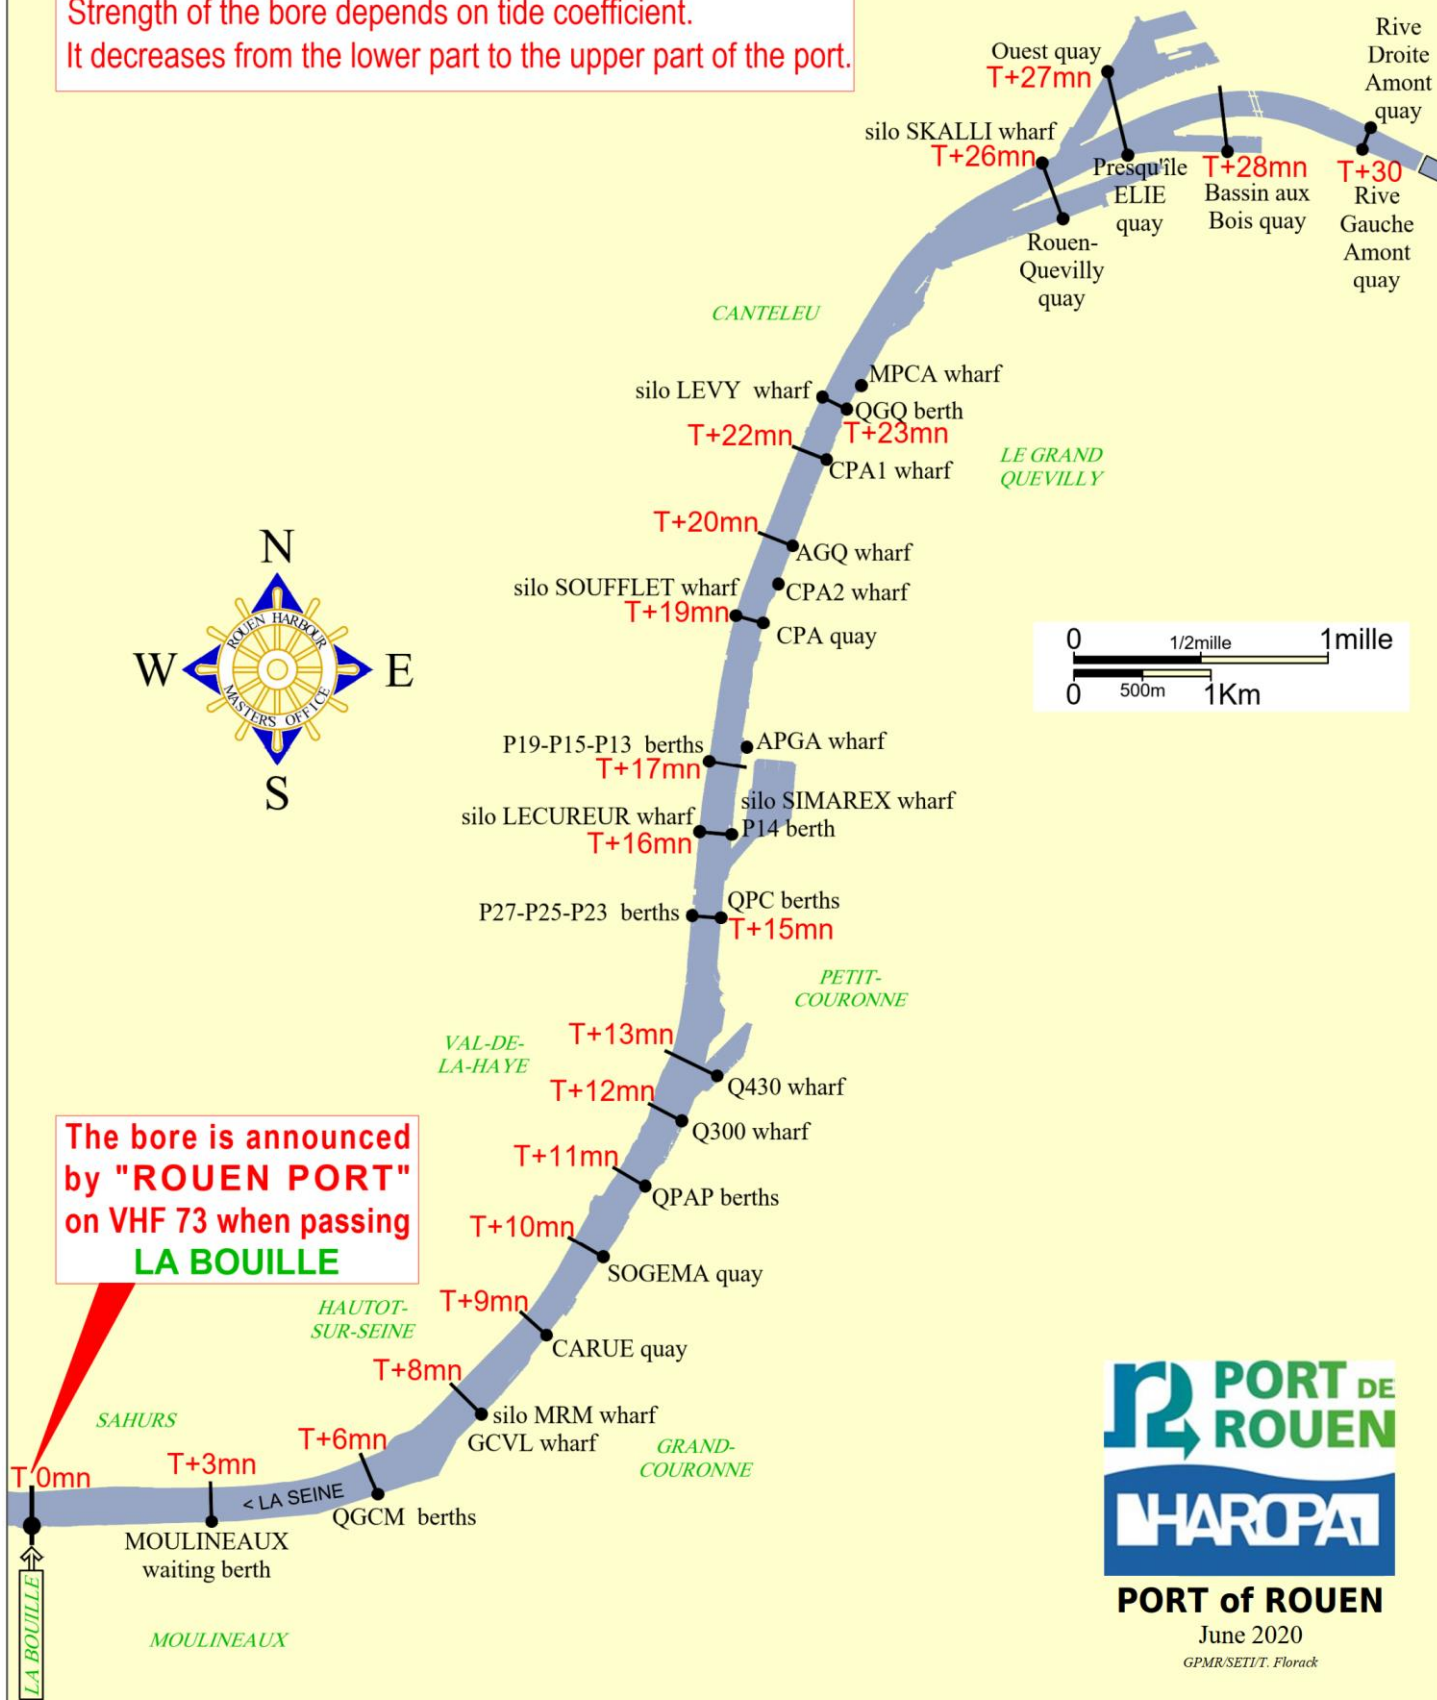 Strength of the bore depends on tide coefficient.
It decreases from the lower part to the upper part of the port.
Rive
Droite
Amont
quay
Ouest quay
T+27mn
silo SKALLI wharf
T+26mn
Presqu'île
ELIE
quay
T+28mn
Bassin aux
Bois quay
T+30
Rive
Gauche
Amont
quay
Rouen-
Quevilly
quay
CANTELEU
MPCA wharf
silo LEVY wharf
QGQ berth
T+22mn
T+23mn
CPA1 wharf
LE GRAND
QUEVILLY
T+20mn
AGQ wharf
silo SOUFFLET wharf
CPA2 wharf
T+19mn
CPA quay
N
W
E
S
ROUEN HARBOUR
MASTERS OFFICE
0 1/2mille 1mille
0 500m 1Km
P19-P15-P13 berths
APGA wharf
T+17mn
silo SIMAREX wharf
silo LECUREUR wharf
P14 berth
T+16mn
QPC berths
P27-P25-P23 berths
T+15mn
PETIT-
COURONNE
T+13mn
VAL-DE-
LA-HAYE
Q430 wharf
T+12mn
Q300 wharf
The bore is announced
by "ROUEN PORT"
on VHF 73 when passing
LA BOUILLE
T+11mn
QPAP berths
T+10mn
SOGEMA quay
HAUTOT-
SUR-SEINE
T+9mn
CARUE quay
T+8mn
silo MRM wharf
GCVL wharf
SAHURS
T+6mn
GRAND-
COURONNE
T 0mn
T+3mn
< LA SEINE
QGCM berths
MOULINEAUX
waiting berth
LA BOUILLE
MOULINEAUX
PORT DE
ROUEN
HAROPA
PORT of ROUEN
June 2020
GPMR/SETI/T. Florack